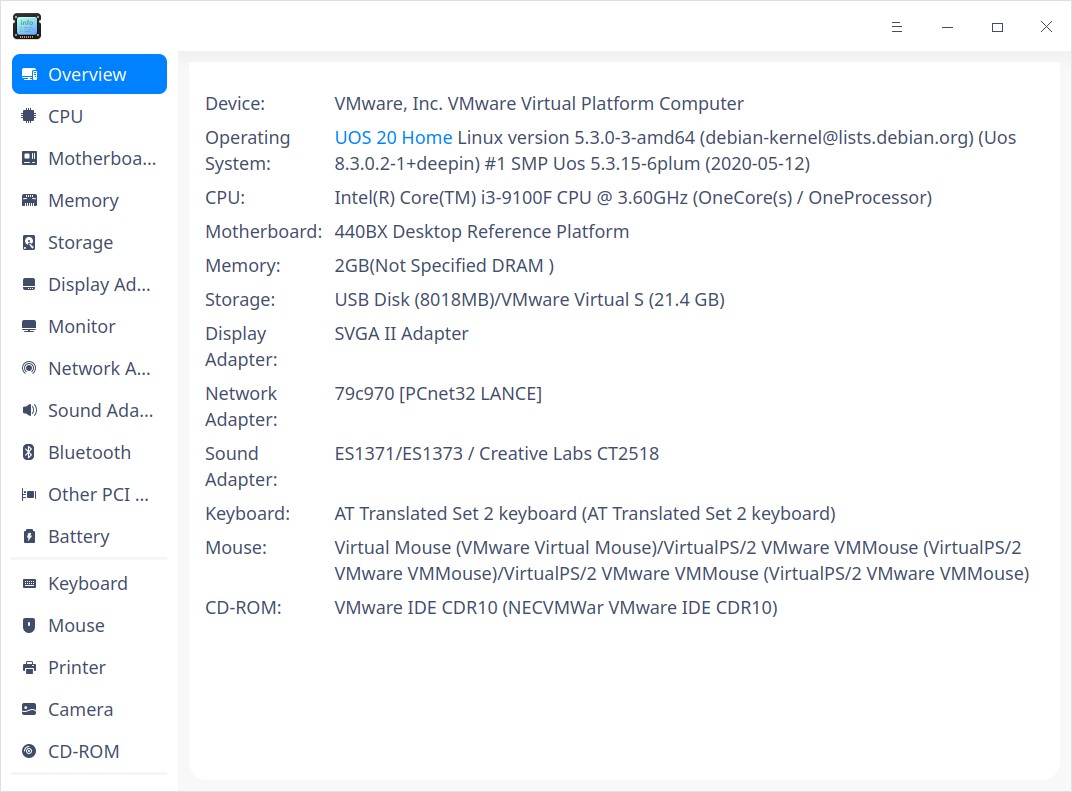 info
Overview
CPU
Motherboa...
Memory
Storage
Display Ad...
Monitor
Network A...
Sound Ada...
Bluetooth
Other PCI ...
Battery
Keyboard
Mouse
Printer
Camera
CD-ROM
Device: VMware, Inc. VMware Virtual Platform Computer
Operating System: UOS 20 Home Linux version 5.3.0-3-amd64 (debian-kernel@lists.debian.org) (Uos
8.3.0.2-1+deepin) #1 SMP Uos 5.3.15-6plum (2020-05-12)
CPU: Intel(R) Core(TM) i3-9100F CPU @ 3.60GHz (OneCore(s) / OneProcessor)
Motherboard: 440BX Desktop Reference Platform
Memory: 2GB(Not Specified DRAM )
Storage: USB Disk (8018MB)/VMware Virtual S (21.4 GB)
Display
Adapter: SVGA II Adapter
Network
Adapter: 79c970 [PCnet32 LANCE]
Sound
Adapter: ES1371/ES1373 / Creative Labs CT2518
Keyboard: AT Translated Set 2 keyboard (AT Translated Set 2 keyboard)
Mouse: Virtual Mouse (VMware Virtual Mouse)/VirtualPS/2 VMware VMMouse (VirtualPS/2
VMware VMMouse)/VirtualPS/2 VMware VMMouse (VirtualPS/2 VMware VMMouse)
CD-ROM: VMware IDE CDR10 (NECVMWar VMware IDE CDR10)